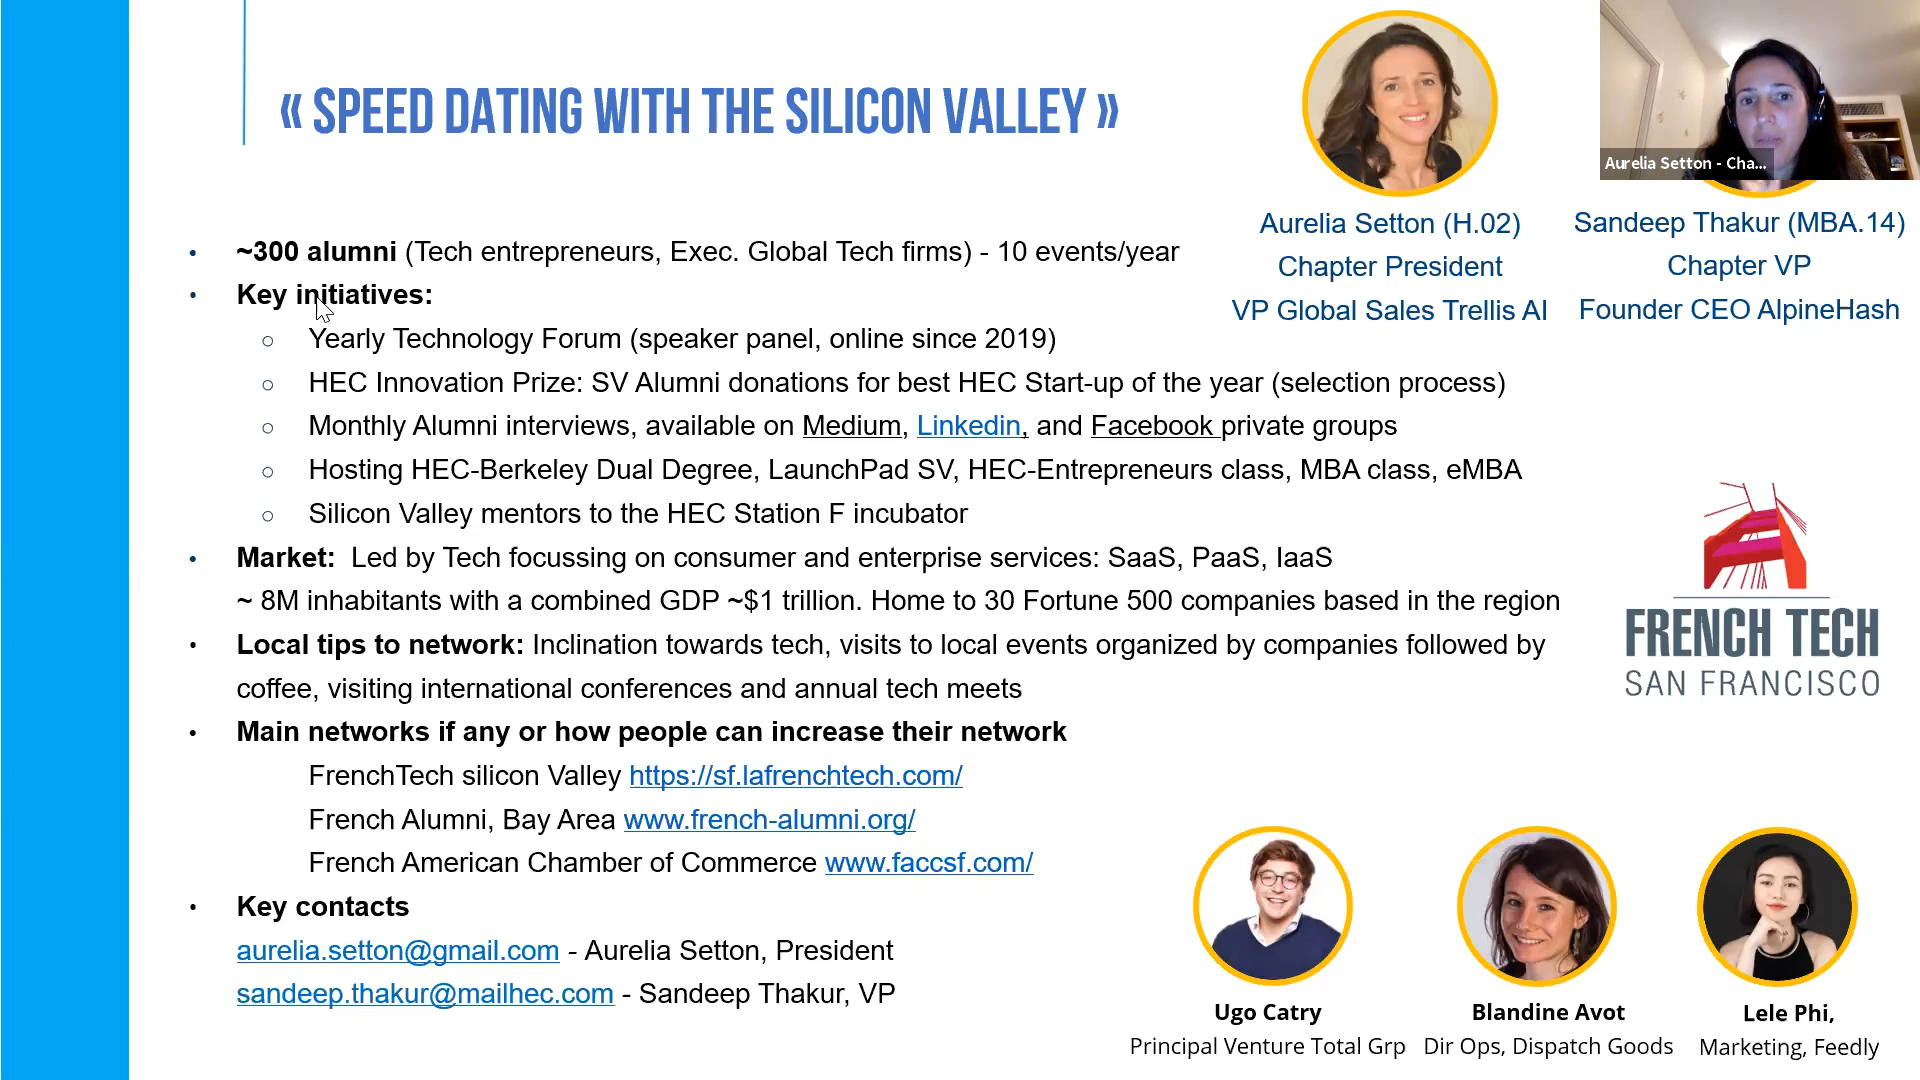 « SPEED DATING WITH THE SILICON VALLEY »
Aurelia Setton - Cha...
Aurelia Setton (H.02)
Chapter President
VP Global Sales Trellis AI
Sandeep Thakur (MBA.14)
Chapter VP
Founder CEO AlpineHash
• ~300 alumni (Tech entrepreneurs, Exec. Global Tech firms) - 10 events/year
• Key initiatives:
○ Yearly Technology Forum (speaker panel, online since 2019)
○ HEC Innovation Prize: SV Alumni donations for best HEC Start-up of the year (selection process)
○ Monthly Alumni interviews, available on Medium, Linkedin, and Facebook private groups
○ Hosting HEC-Berkeley Dual Degree, LaunchPad SV, HEC-Entrepreneurs class, MBA class, eMBA
○ Silicon Valley mentors to the HEC Station F incubator
• Market: Led by Tech focussing on consumer and enterprise services: SaaS, PaaS, IaaS
~ 8M inhabitants with a combined GDP ~$1 trillion. Home to 30 Fortune 500 companies based in the region
• Local tips to network: Inclination towards tech, visits to local events organized by companies followed by
coffee, visiting international conferences and annual tech meets
• Main networks if any or how people can increase their network
FrenchTech silicon Valley https://sf.lafrenchtech.com/
French Alumni, Bay Area www.french-alumni.org/
French American Chamber of Commerce www.faccsf.com/
• Key contacts
aurelia.setton@gmail.com - Aurelia Setton, President
sandeep.thakur@mailhec.com - Sandeep Thakur, VP
FRENCH TECH
SAN FRANCISCO
Ugo Catry
Principal Venture Total Grp
Blandine Avot
Dir Ops, Dispatch Goods
Lele Phi,
Marketing, Feedly